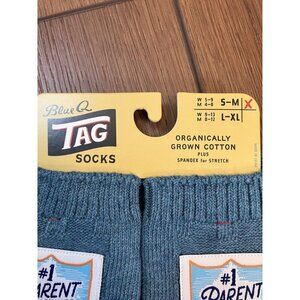 Blue Q
TAG
SOCKS
W 5-9
M 4-8
S-M X
W 9-13
M 8-12
L-XL
ORGANICALLY
GROWN COTTON
PLUS
SPANDEX for STRETCH
#1
PARENT
#1
PARENT